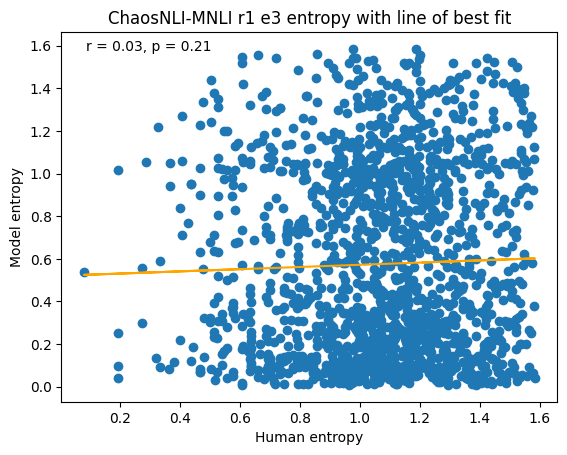 ChaosNLI-MNLI r1 e3 entropy with line of best fit
r = 0.03, p = 0.21
Model entropy
1.6
1.4
1.2
1.0
0.8
0.6
0.4
0.2
0.0
0.2 0.4 0.6 0.8 1.0 1.2 1.4 1.6
Human entropy